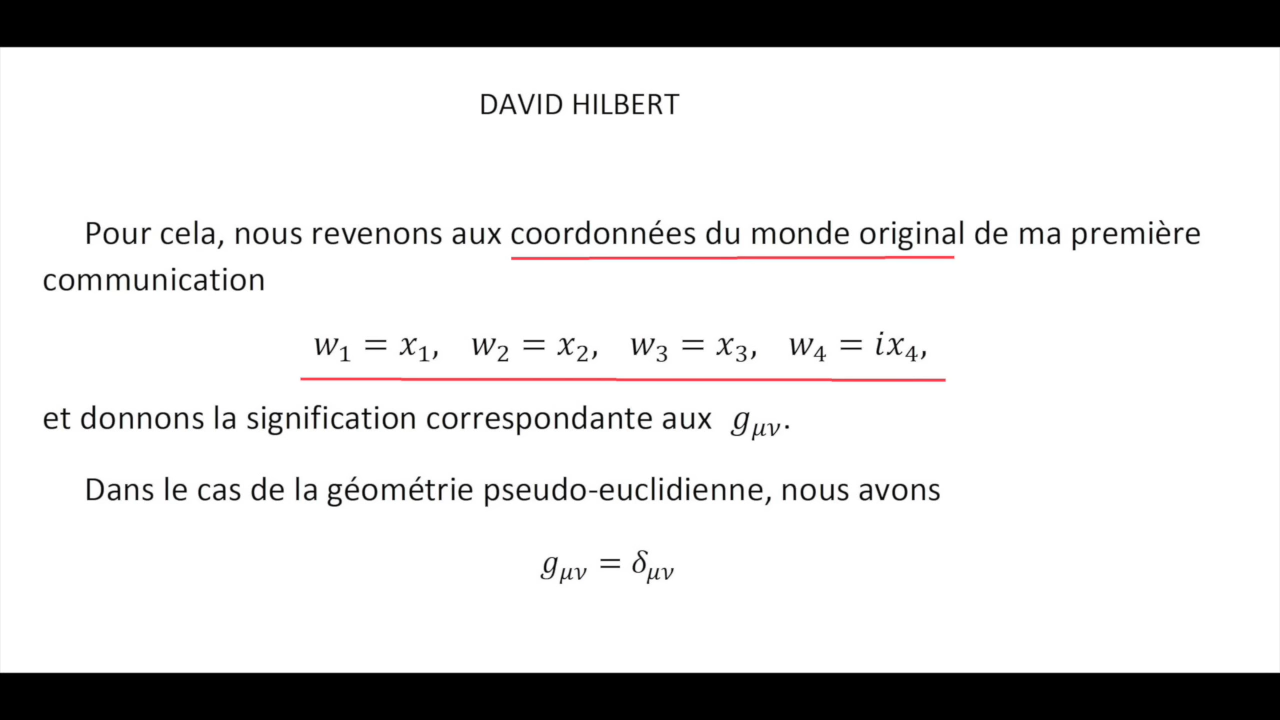 DAVID HILBERT
Pour cela, nous revenons aux coordonnées du monde original de ma première
communication
w₁ = x₁, w₂ = x₂, w₃ = x₃, w₄ = ix₄,
et donnons la signification correspondante aux g_μν.
Dans le cas de la géométrie pseudo-euclidienne, nous avons
g_μν = δ_μν